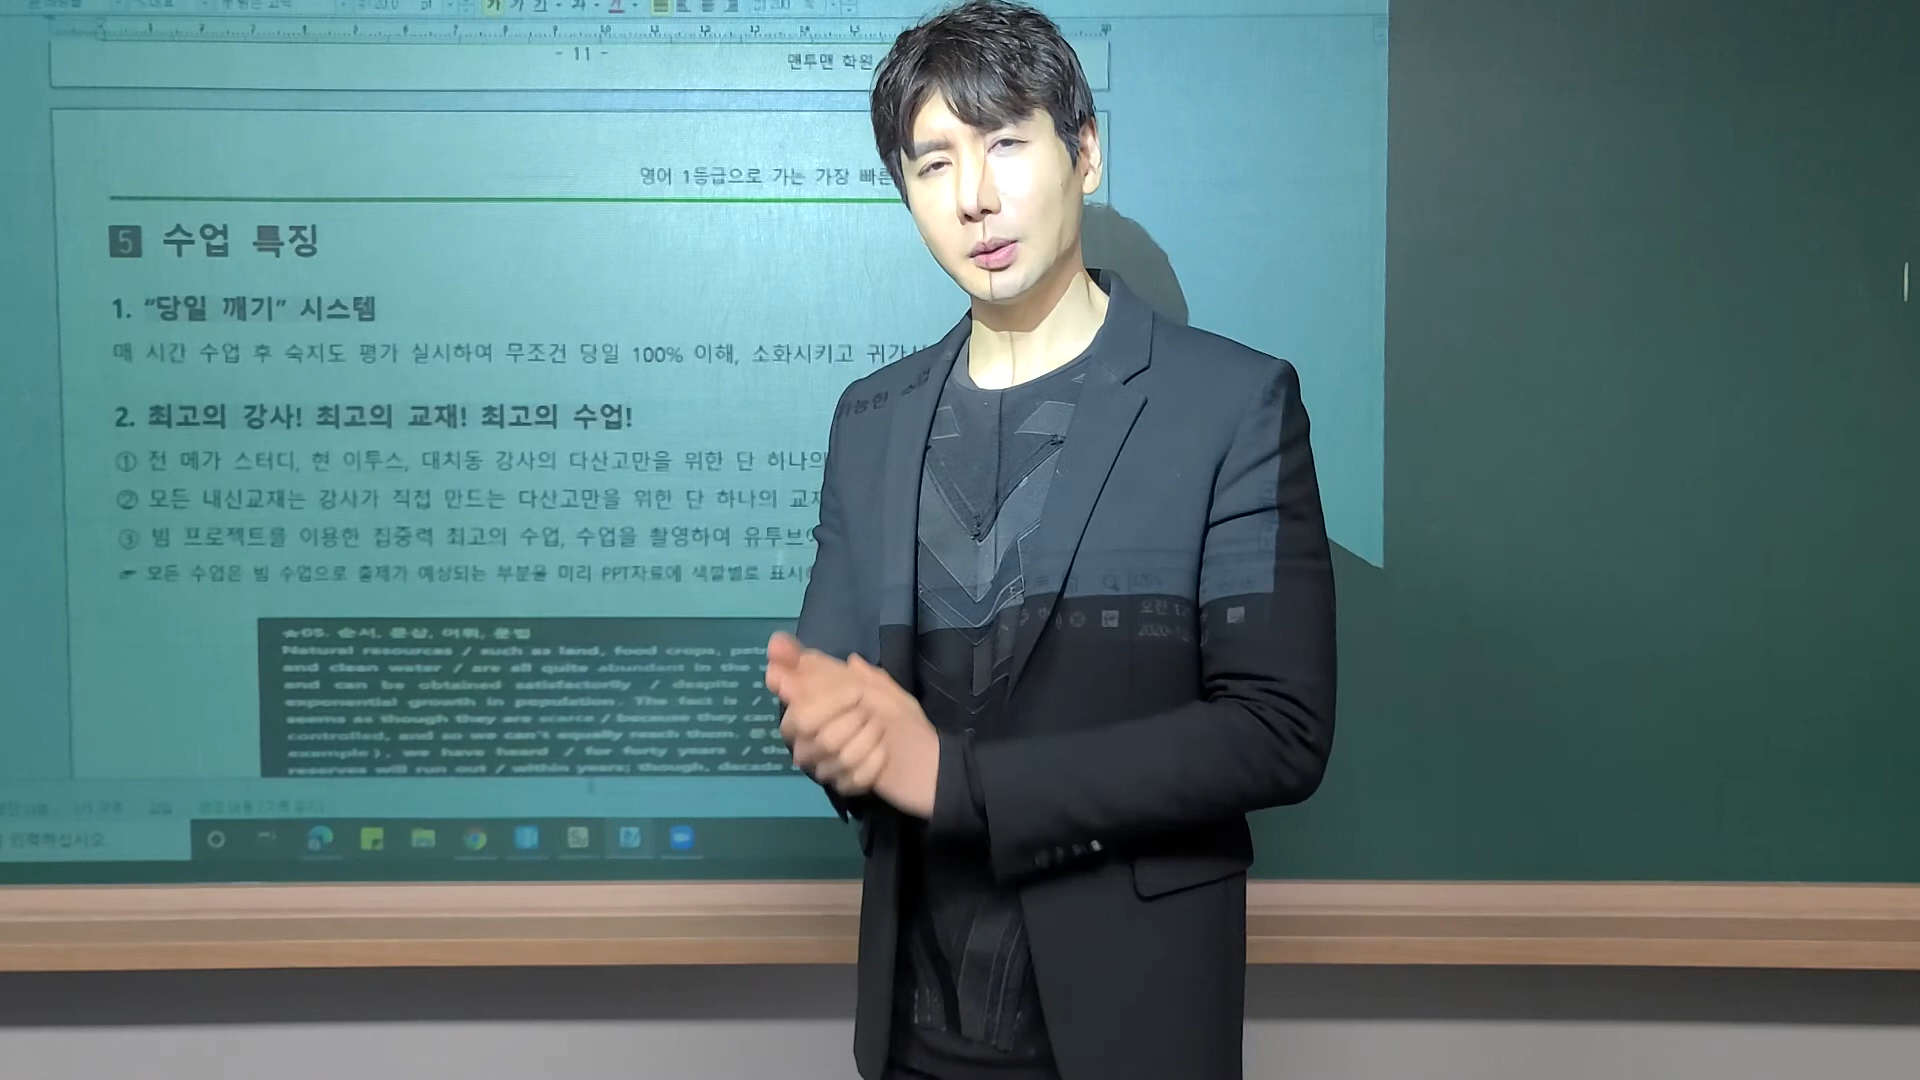 - 11 -
맨투맨 학원
영어 1등급으로 가는 가장 빠른
5 수업 특징
1. “당일 깨기” 시스템
매 시간 수업 후 숙지도 평가 실시하여 무조건 당일 100% 이해, 소화시키고
2. 최고의 강사! 최고의 교재! 최고의 수업!
① 전 메가 스터디, 현 이투스, 대치동 강사의 다산고만을 위한 단 하나의
② 모든 내신교재는 강사가 직접 만드는 다산고만을 위한 단 하나의 교재
③ 빔 프로젝트를 이용한 집중력 최고의 수업, 수업을 촬영하여 유투브에
☞ 모든 수업은 빔 수업으로 출제가 예상되는 부분을 미리 PPT자료에 색깔별로 표시
★05. 순서, 문삽, 어휘, 문법
Natural resources / such as land, food crops,
and clean water / are all quite abundant in the
and can be obtained satisfactorily / despite
exponential growth in population. The fact is /
seems as though they are scarce / because they can
controlled, and so we can't equally reach them.
example), we have heard / for forty years /
reserves will run out / within years; though, decade